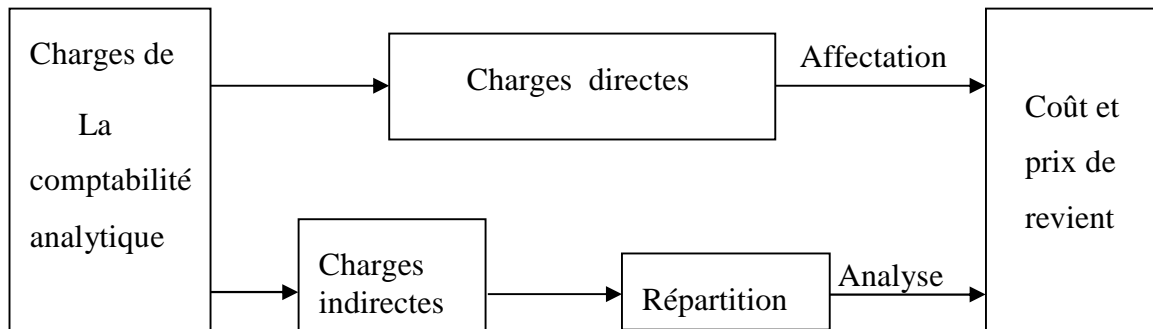 Charges de
La
comptabilité
analytique
Charges directes
Affectation
Charges
indirectes
Répartition
Analyse
Coût et
prix de
revient